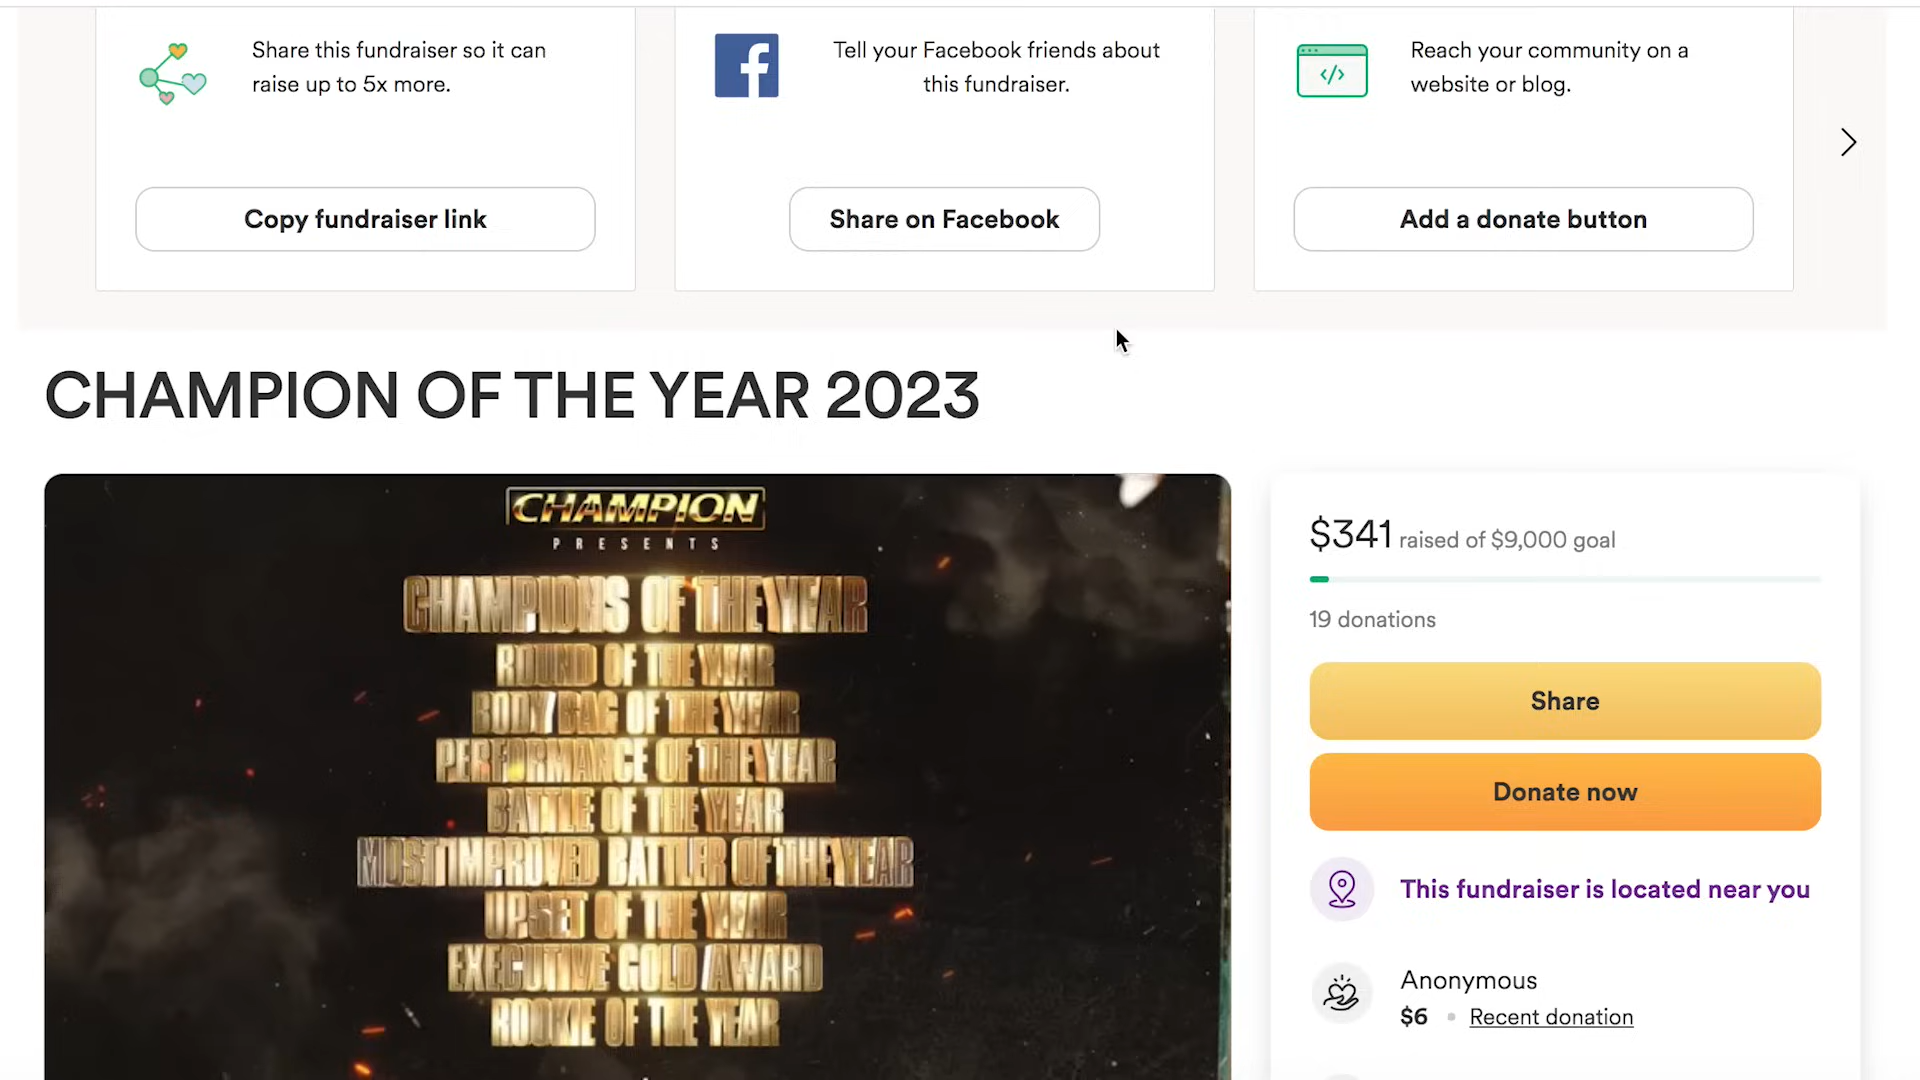 Share this fundraiser so it can
raise up to 5x more.
Copy fundraiser link
Tell your Facebook friends about
this fundraiser.
Share on Facebook
</>
Reach your community on a
website or blog.
Add a donate button
CHAMPION OF THE YEAR 2023
CHAMPION
PRESENTS
CHAMPIONS OF THE YEAR
ROUND OF THE YEAR
BODY BAG OF THE YEAR
PERFORMANCE OF THE YEAR
BATTLE OF THE YEAR
MOST IMPROVED BATTLER OF THE YEAR
UPSET OF THE YEAR
EXECUTIVE GOLD AWARD
ROOKIE OF THE YEAR
$341 raised of $9,000 goal
19 donations
Share
Donate now
This fundraiser is located near you
Anonymous
$6 • Recent donation